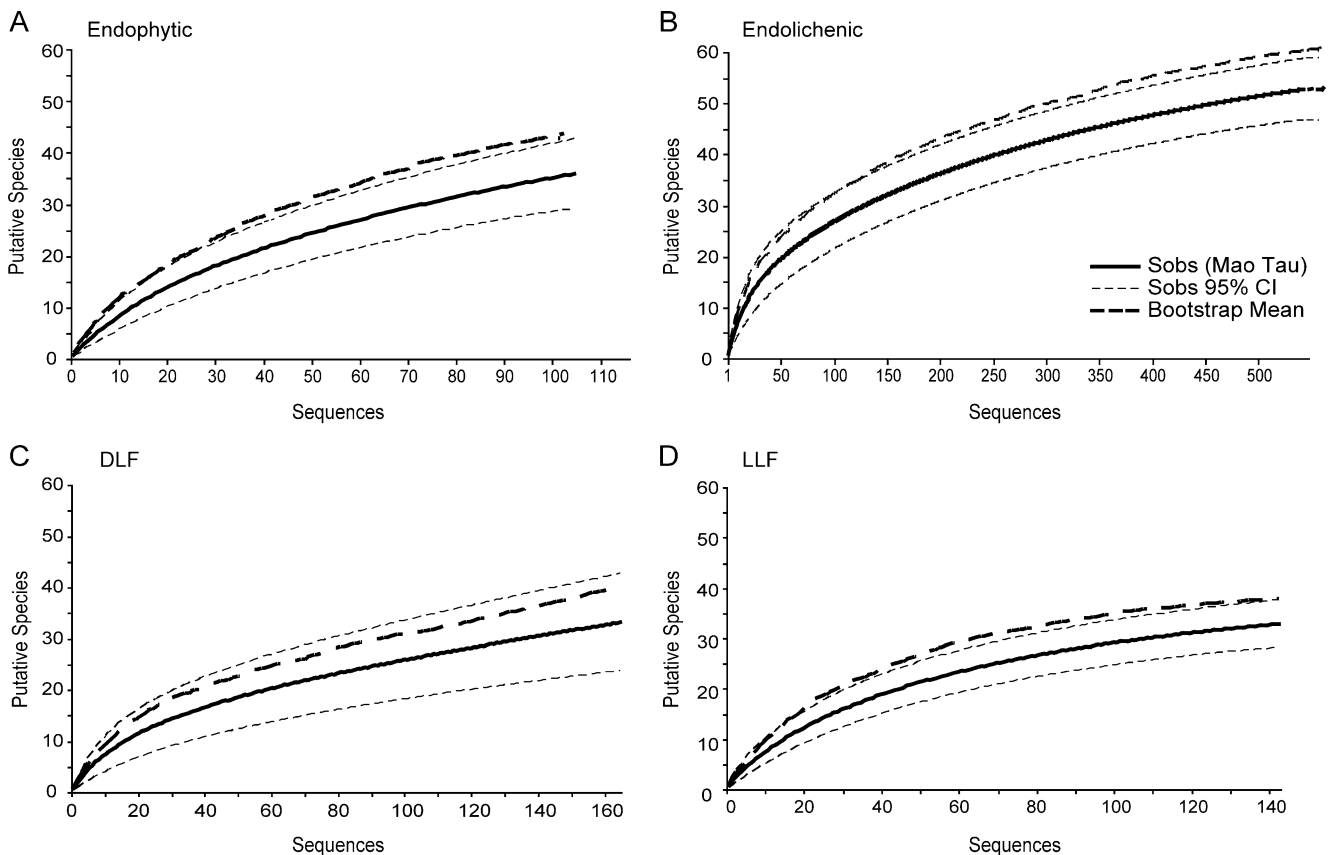 A
Endophytic
60
50
40
30
20
10
0
Putative Species
0 10 20 30 40 50 60 70 80 90 100 110
Sequences
B
Endolichenic
60
50
40
30
20
10
0
Putative Species
1 50 100 150 200 250 300 350 400 450 500
Sequences
Sobs (Mao Tau)
Sobs 95% CI
Bootstrap Mean
C
DLF
60
50
40
30
20
10
0
Putative Species
0 20 40 60 80 100 120 140 160
Sequences
D
LLF
60
50
40
30
20
10
0
Putative Species
0 20 40 60 80 100 120 140
Sequences